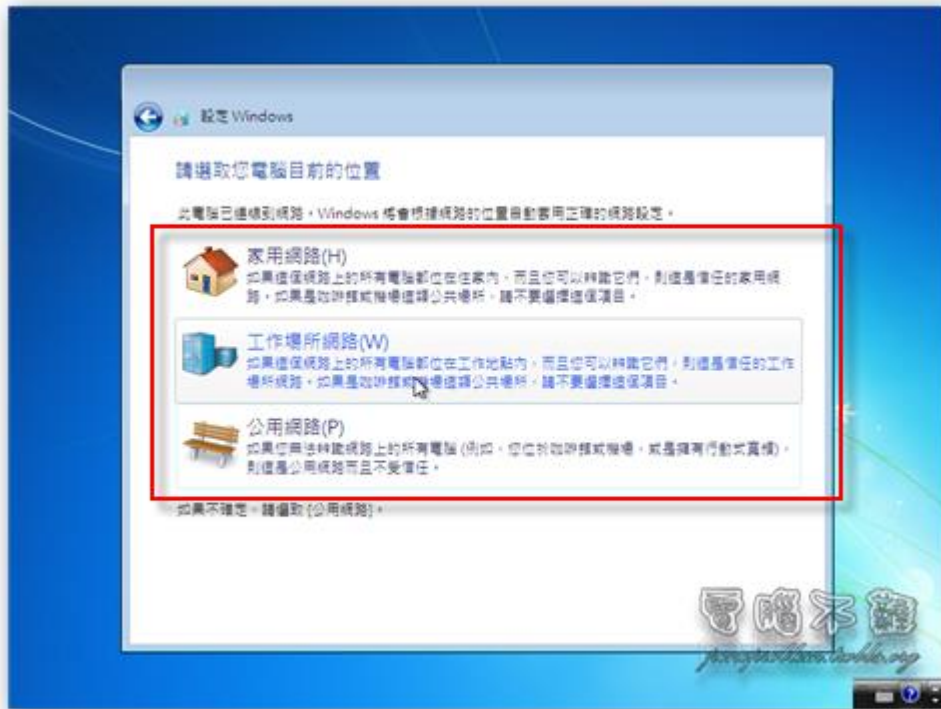 設定 Windows
請選取您電腦目前的位置
此電腦已連線到網路。Windows 將會根據網路的位置自動套用正確的網路設定。
家用網路(H)
如果這個網路上的所有電腦都位在住家內，而且您可以辨識它們，則這是信任的家用網
路。如果是咖啡館或機場這類公共場所，請不要選擇這個項目。
工作場所網路(W)
如果這個網路上的所有電腦都位在工作地點內，而且您可以辨識它們，則這是信任的工作
場所網路。如果是咖啡館或機場這類公共場所，請不要選擇這個項目。
公用網路(P)
如果您無法辨識網路上的所有電腦 (例如，您位於咖啡館或機場，或是擁有行動式寬頻)，
則這是公用網路而且不受信任。
如果不確定，請選取 [公用網路]。
電腦不難